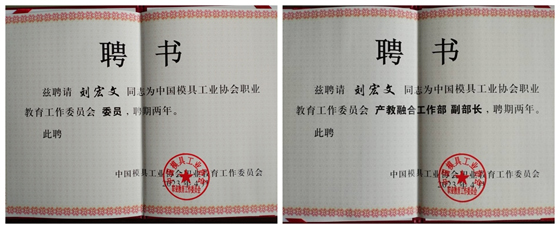 聘 书
兹聘请 刘宏文 同志为中国模具工业协会职业
教育工作委员会 委员，聘期两年。
此聘
中国模具工业协会职业教育工作委员会
聘 书
兹聘请 刘宏文 同志为中国模具工业协会职业
教育工作委员会 产教融合工作部 副部长，聘期两年。
此聘
中国模具工业协会职业教育工作委员会